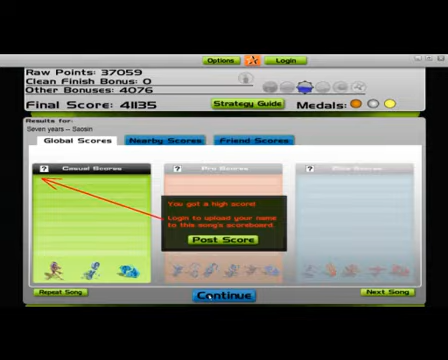 Options
Login
Raw Points: 37059
Clean Finish Bonus: 0
Other Bonuses: 4076
Final Score: 41135
Strategy Guide
Medals:
Results for:
Seven years -- Saosin
Global Scores
Nearby Scores
Friend Scores
? Casual Scores
? Pro Scores
? Elite Scores
You got a high score!
Login to upload your name
to this song's scoreboard
Post Score
Repeat Song
Continue
Next Song